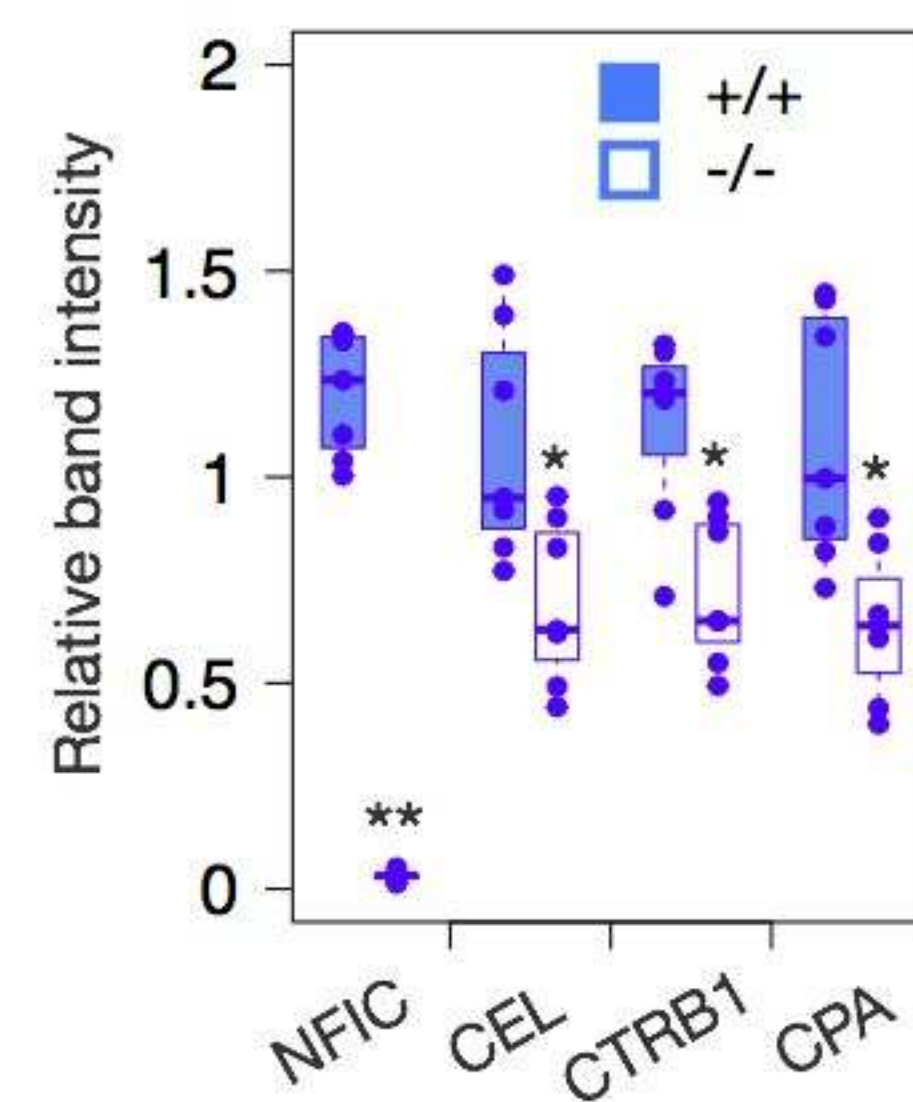 Relative band intensity
2
1.5
1
0.5
0
+/+
-/-
**
*
*
*
NFIC
CEL
CTRB1
CPA